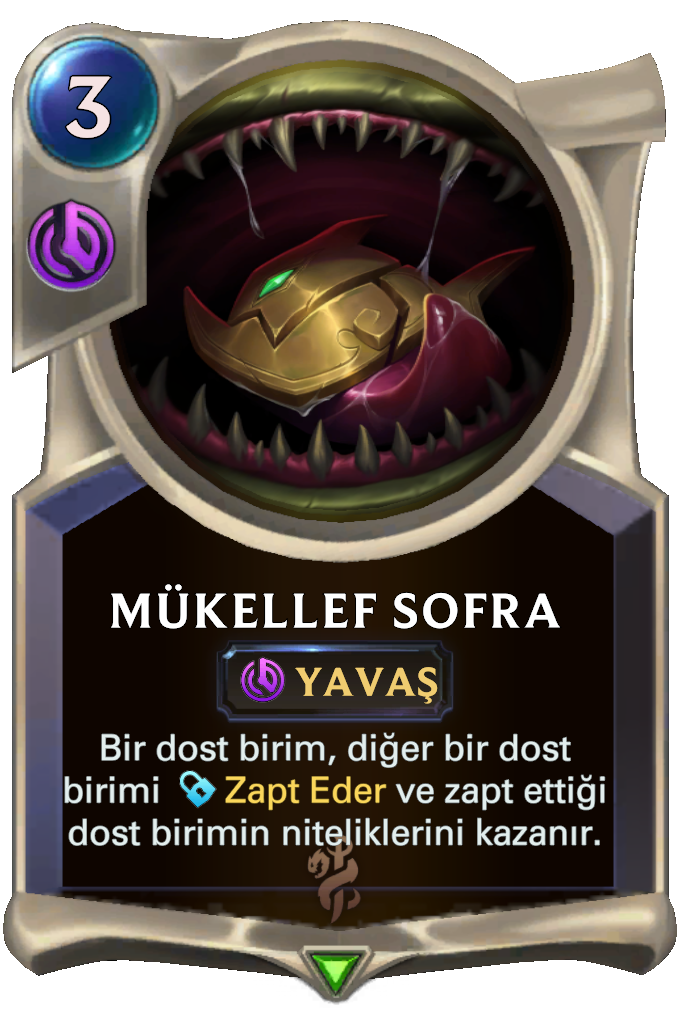 3
MÜKELLEF SOFRA
YAVAŞ
Bir dost birim, diğer bir dost
birimi Zapt Eder ve zapt ettiği
dost birimin niteliklerini kazanır.